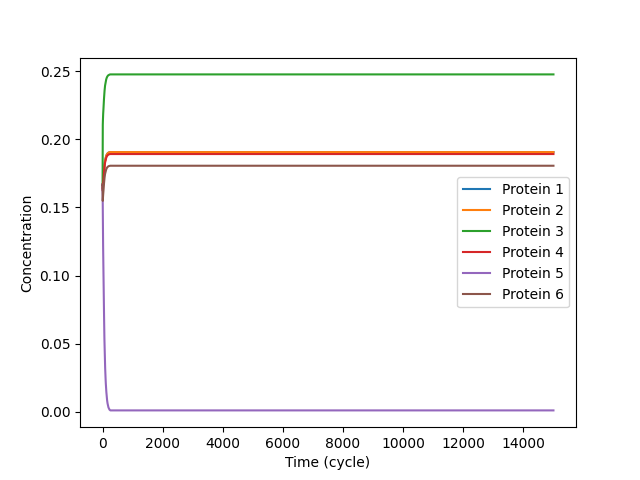 0.25
0.20
0.15
0.10
0.05
0.00
Concentration
Protein 1
Protein 2
Protein 3
Protein 4
Protein 5
Protein 6
0 2000 4000 6000 8000 10000 12000 14000
Time (cycle)